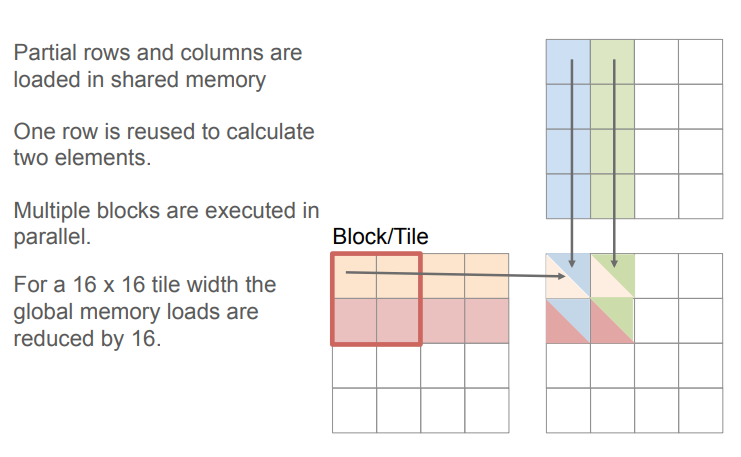 Partial rows and columns are
loaded in shared memory
One row is reused to calculate
two elements.
Multiple blocks are executed in
parallel.
Block/Tile
For a 16 x 16 tile width the
global memory loads are
reduced by 16.